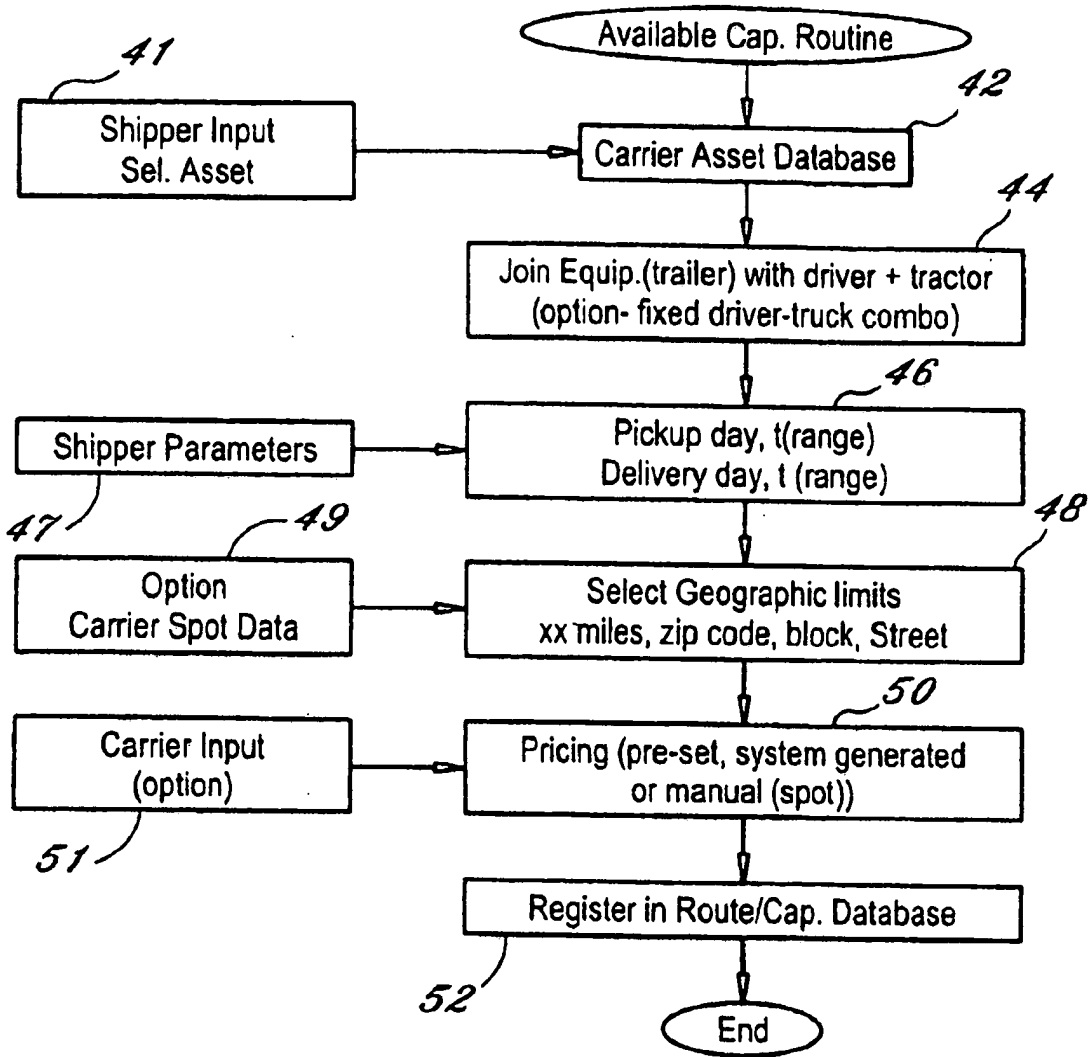 Available Cap. Routine
41
42
Shipper Input
Sel. Asset
Carrier Asset Database
44
Join Equip.(trailer) with driver + tractor
(option- fixed driver-truck combo)
46
Shipper Parameters
Pickup day, t(range)
Delivery day, t (range)
47
49
48
Option
Carrier Spot Data
Select Geographic limits
xx miles, zip code, block, Street
50
Carrier Input
(option)
Pricing (pre-set, system generated
or manual (spot))
51
Register in Route/Cap. Database
52
End